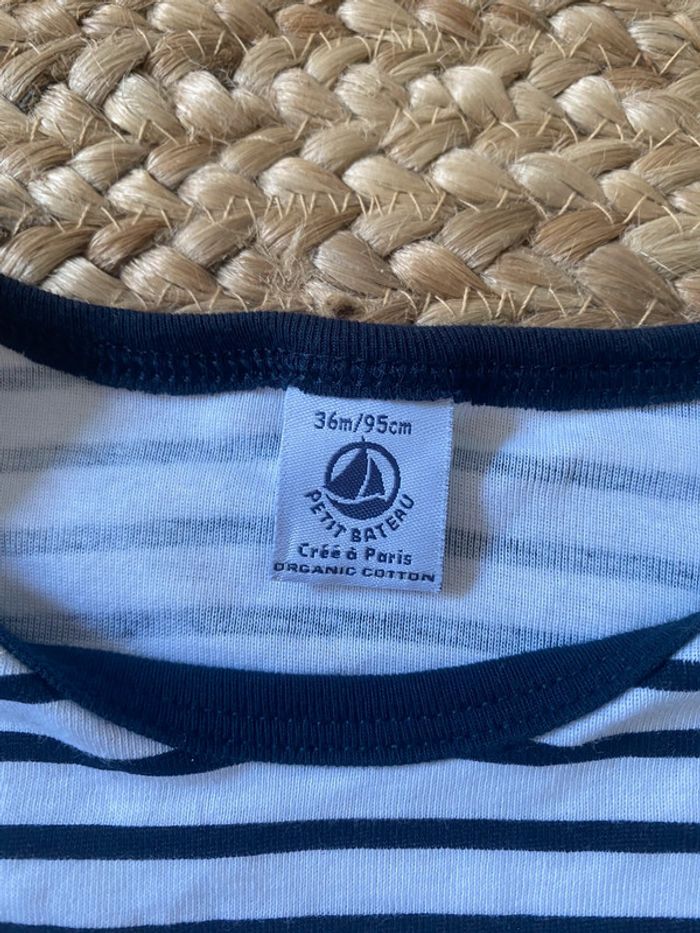 36m/95cm
PETIT BATEAU
Créé à Paris
ORGANIC COTTON